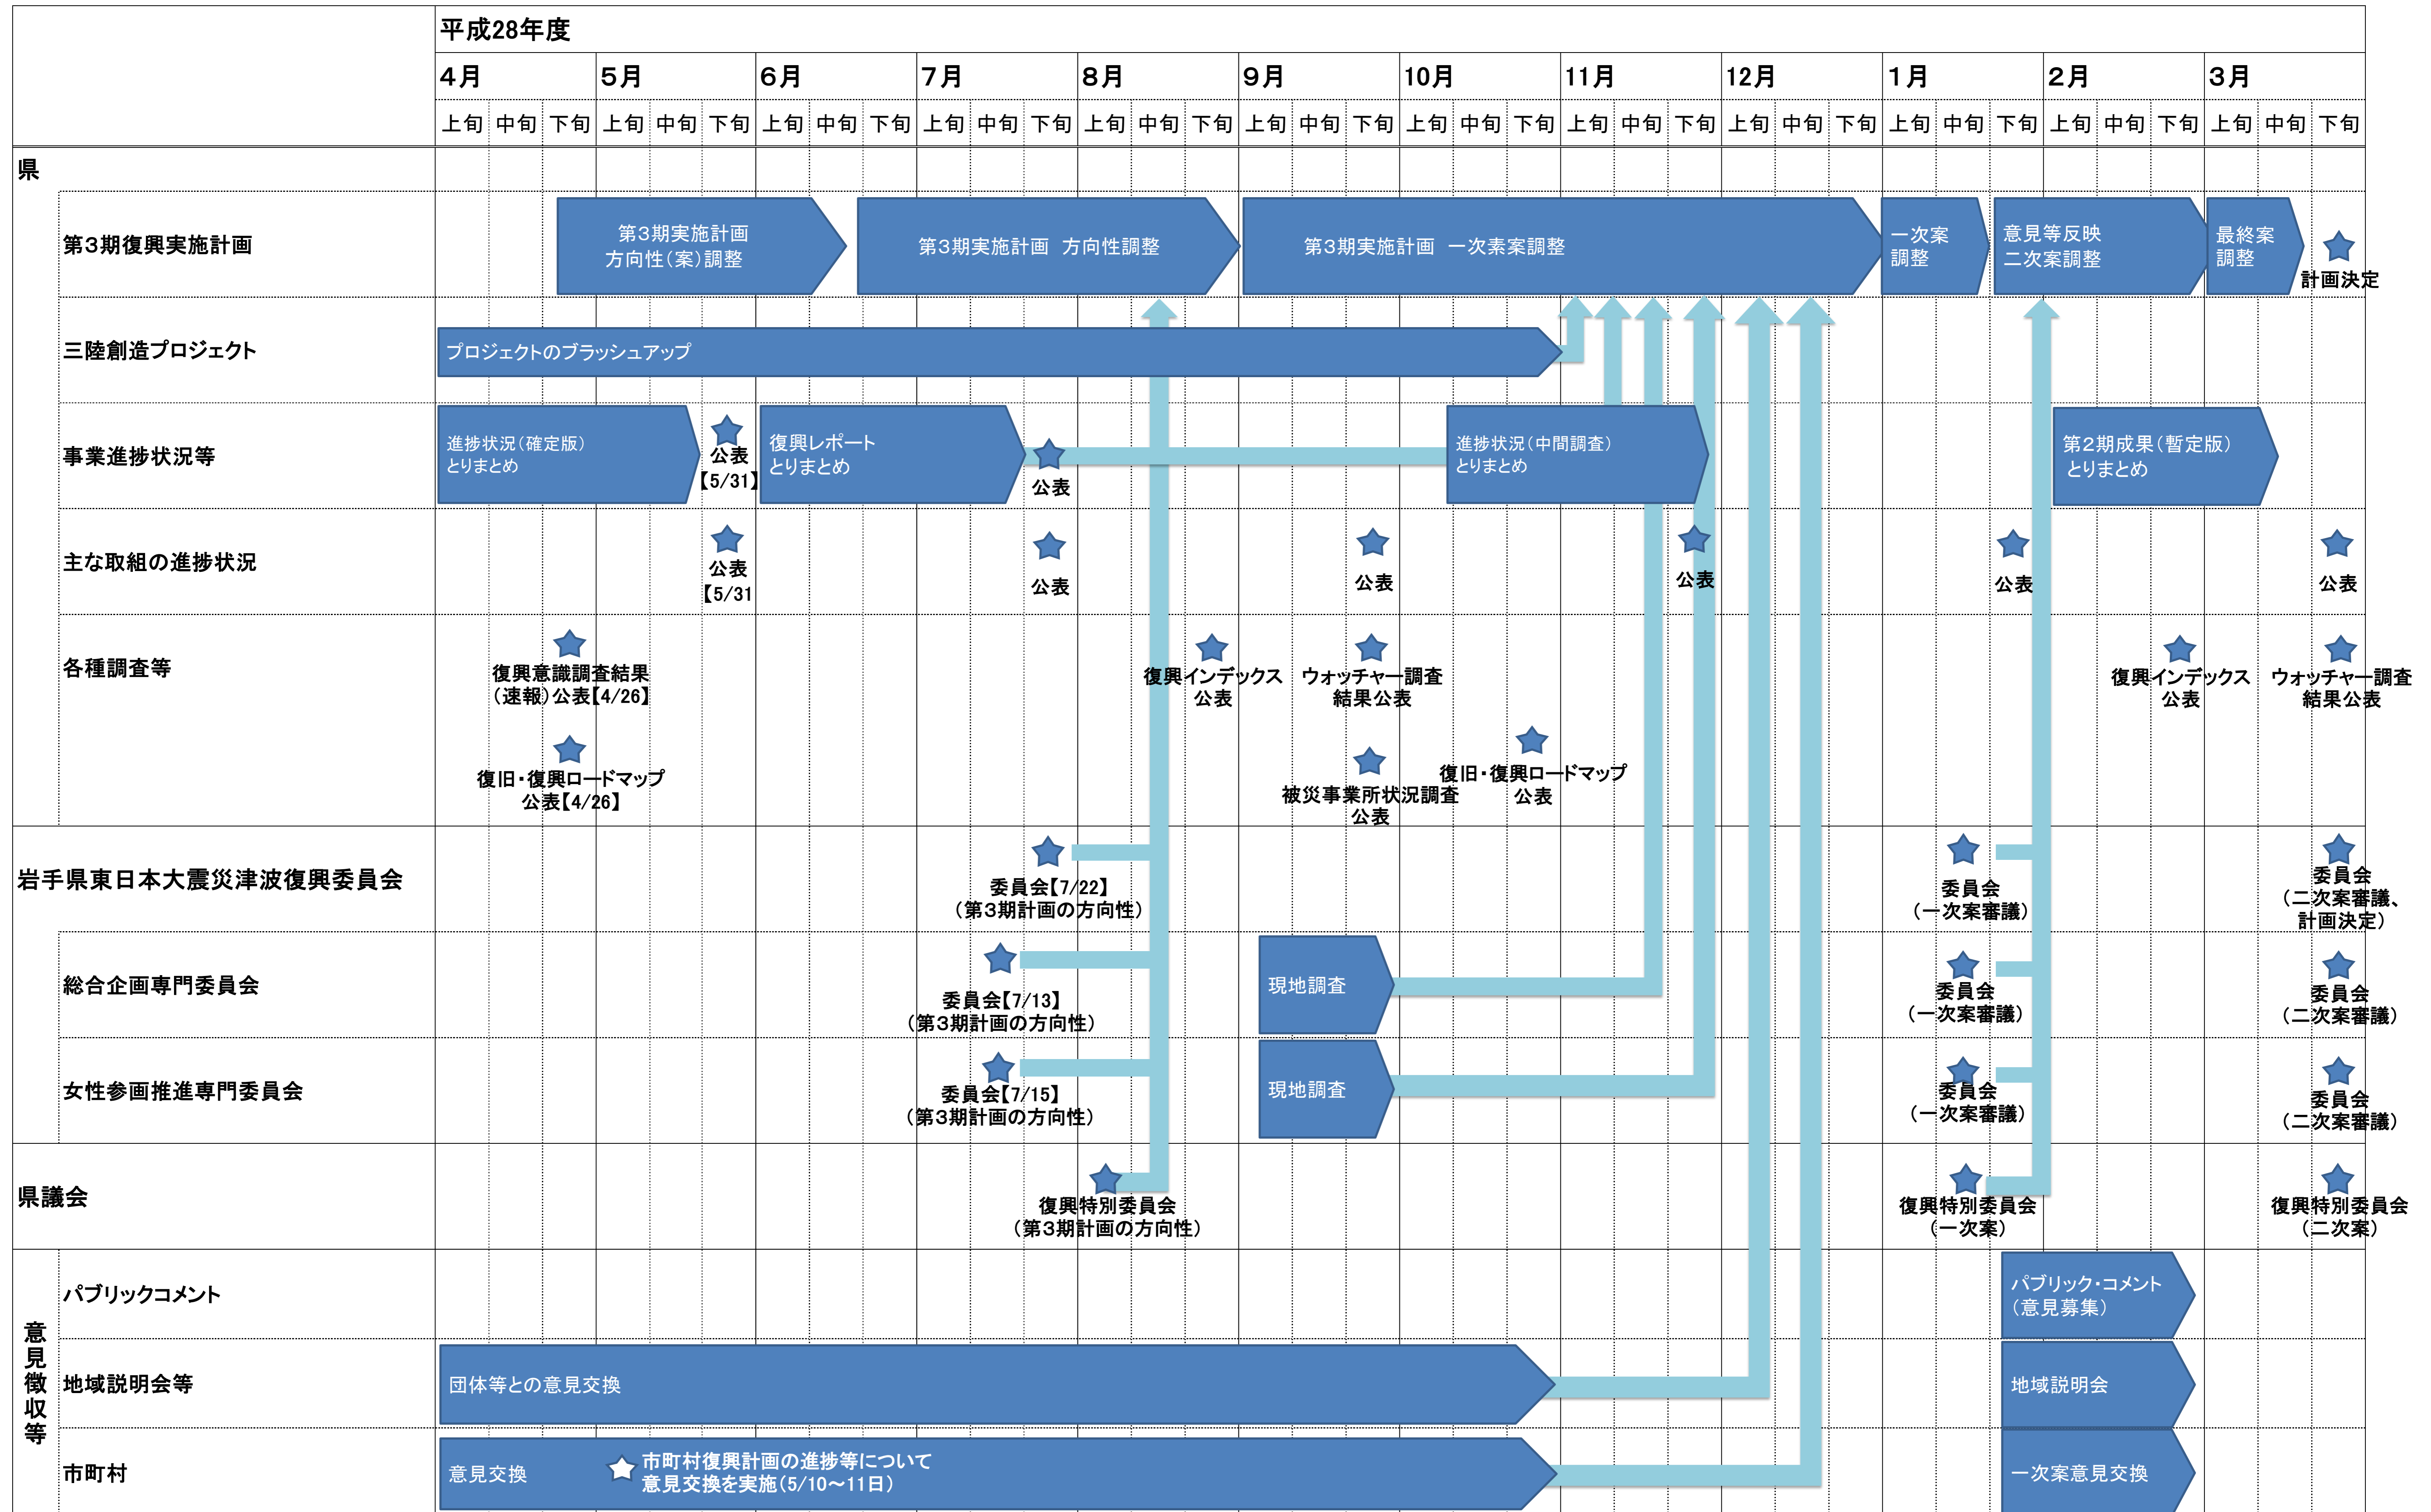 平成28年度
4月 5月 6月 7月 8月 9月 10月 11月 12月 1月 2月 3月
上旬 中旬 下旬 上旬 中旬 下旬 上旬 中旬 下旬 上旬 中旬 下旬 上旬 中旬 下旬 上旬 中旬 下旬 上旬 中旬 下旬 上旬 中旬 下旬 上旬 中旬 下旬 上旬 中旬 下旬 上旬 中旬 下旬 上旬 中旬 下旬
県
第3期復興実施計画
第3期実施計画
方向性(案)調整
第3期実施計画 方向性調整
第3期実施計画 一次素案調整
一次案
調整
意見等反映
二次案調整
最終案
調整
計画決定
三陸創造プロジェクト
プロジェクトのブラッシュアップ
事業進捗状況等
進捗状況(確定版)
とりまとめ
公表
【5/31】
復興レポート
とりまとめ
公表
進捗状況(中間調査)
とりまとめ
第2期成果(暫定版)
とりまとめ
主な取組の進捗状況
公表
【5/31
公表
公表
公表
公表
公表
各種調査等
復興意識調査結果
(速報)公表【4/26】
復旧・復興ロードマップ
公表【4/26】
復興インデックス
公表
ウォッチャー調査
結果公表
被災事業所状況調査
公表
復旧・復興ロードマップ
公表
復興インデックス
公表
ウォッチャー調査
結果公表
岩手県東日本大震災津波復興委員会
委員会【7/22】
(第3期計画の方向性)
委員会
(一次案審議)
委員会
(二次案審議、
計画決定)
総合企画専門委員会
委員会【7/13】
(第3期計画の方向性)
現地調査
委員会
(一次案審議)
委員会
(二次案審議)
女性参画推進専門委員会
委員会【7/15】
(第3期計画の方向性)
現地調査
委員会
(一次案審議)
委員会
(二次案審議)
県議会
復興特別委員会
(第3期計画の方向性)
復興特別委員会
(一次案)
復興特別委員会
(二次案)
意見徴収等
パブリックコメント
パブリック・コメント
(意見募集)
地域説明会等
団体等との意見交換
地域説明会
市町村
意見交換
市町村復興計画の進捗等について
意見交換を実施(5/10～11日)
一次案意見交換